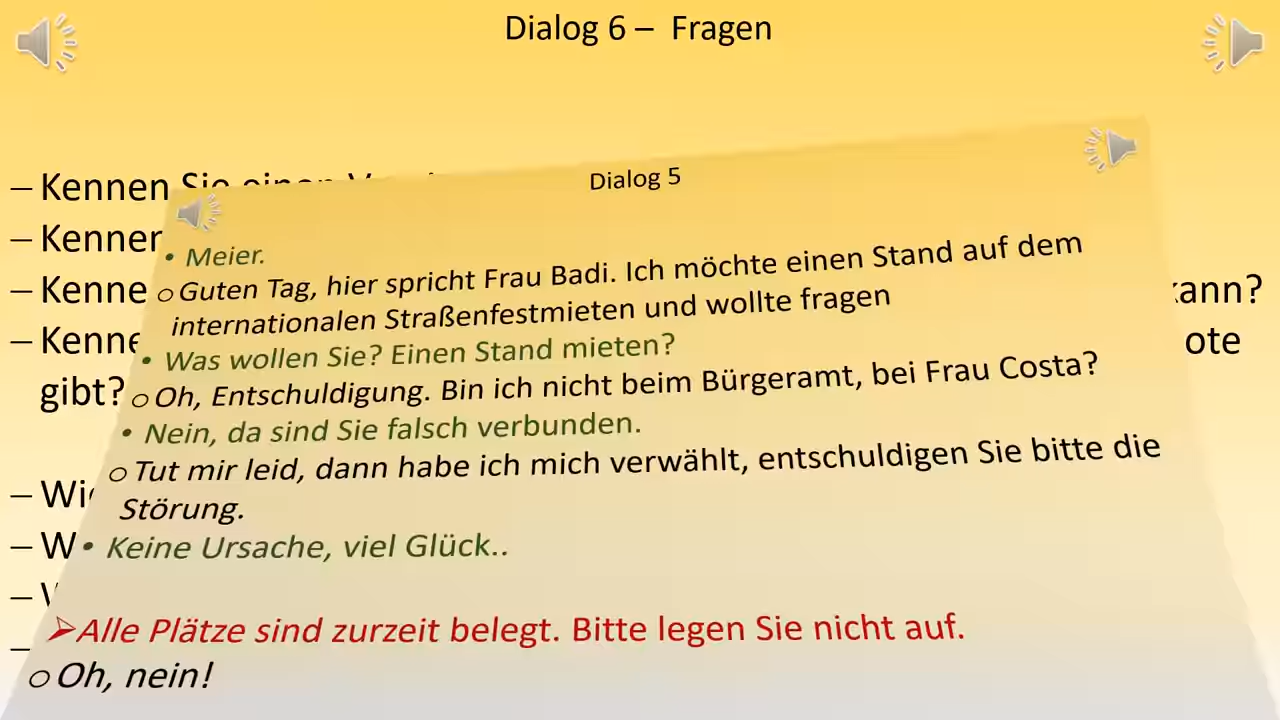 Dialog 6 – Fragen
– Kennen Sie einen
– Kennen
– kann?
– ote
gibt?
–
– W
–
–
Dialog 5
• Meier.
o Guten Tag, hier spricht Frau Badi. Ich möchte einen Stand auf dem
internationalen Straßenfestmieten und wollte fragen
• Was wollen Sie? Einen Stand mieten?
o Oh, Entschuldigung. Bin ich nicht beim Bürgeramt, bei Frau Costa?
• Nein, da sind Sie falsch verbunden.
o Tut mir leid, dann habe ich mich verwählt, entschuldigen Sie bitte die
Störung.
• Keine Ursache, viel Glück..
➢ Alle Plätze sind zurzeit belegt. Bitte legen Sie nicht auf.
o Oh, nein!